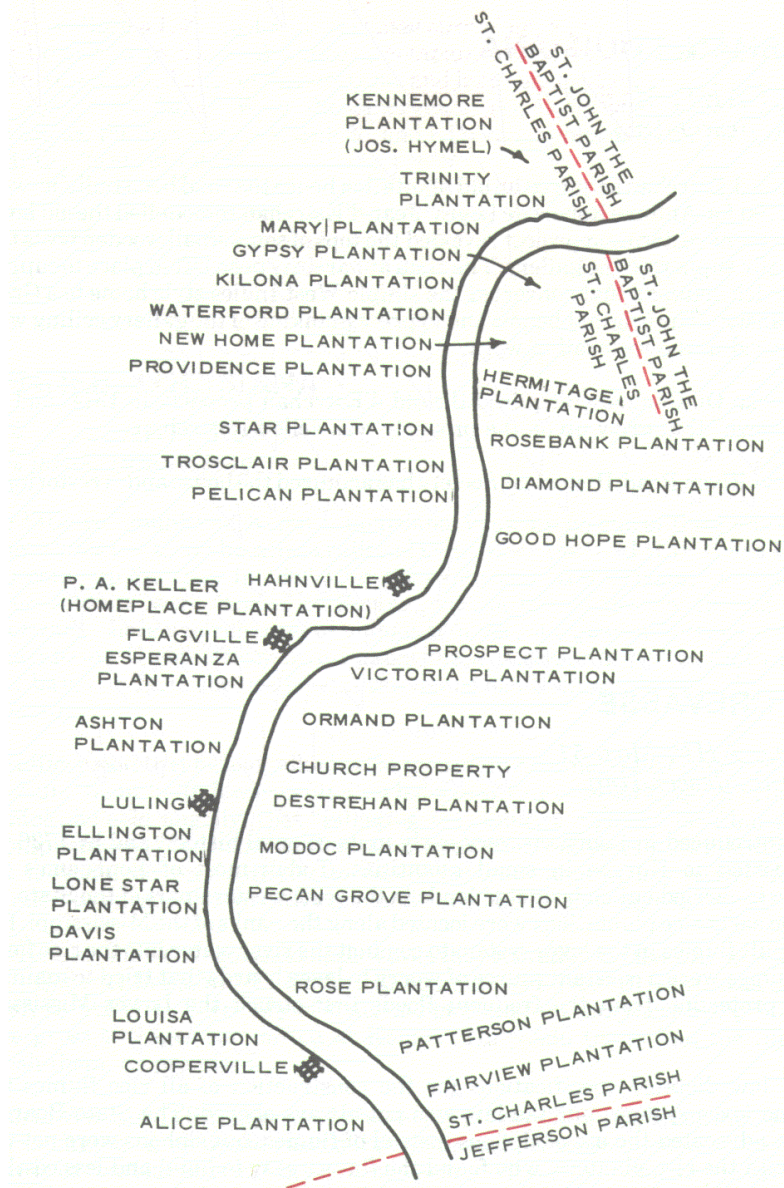 ST. JOHN THE
BAPTIST PARISH
ST. CHARLES PARISH
KENNEMORE
PLANTATION
(JOS. HYMEL)
TRINITY
PLANTATION
MARY PLANTATION
GYPSY PLANTATION
KILONA PLANTATION
WATERFORD PLANTATION
NEW HOME PLANTATION
PROVIDENCE PLANTATION
ST. JOHN THE
BAPTIST PARISH
ST. CHARLES
PARISH
HERMITAGE
PLANTATION
STAR PLANTATION
ROSEBANK PLANTATION
TROSCLAIR PLANTATION
DIAMOND PLANTATION
PELICAN PLANTATION
GOOD HOPE PLANTATION
HAHNVILLE
P. A. KELLER
(HOMEPLACE PLANTATION)
FLAGVILLE
ESPERANZA
PLANTATION
PROSPECT PLANTATION
VICTORIA PLANTATION
ASHTON
PLANTATION
ORMAND PLANTATION
CHURCH PROPERTY
LULING
DESTREHAN PLANTATION
ELLINGTON
PLANTATION
MODOC PLANTATION
LONE STAR
PLANTATION
PECAN GROVE PLANTATION
DAVIS
PLANTATION
ROSE PLANTATION
LOUISA
PLANTATION
PATTERSON PLANTATION
COOPERVILLE
FAIRVIEW PLANTATION
ALICE PLANTATION
ST. CHARLES PARISH
JEFFERSON PARISH